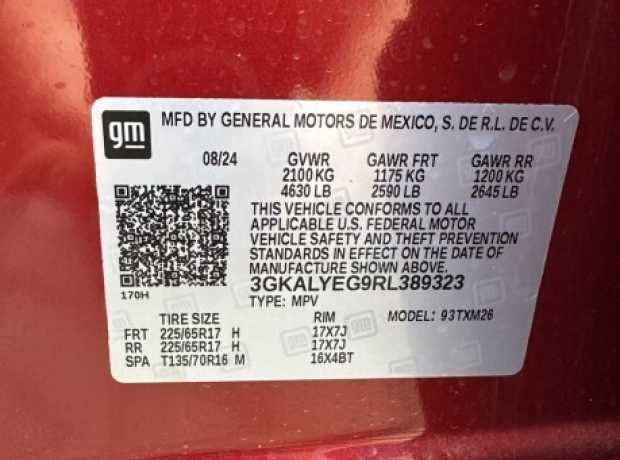 gm MFD BY GENERAL MOTORS DE MEXICO, S. DE R.L. DE C.V.
08/24 GVWR GAWR FRT GAWR RR
2100 KG 1175 KG 1200 KG
4630 LB 2590 LB 2645 LB
THIS VEHICLE CONFORMS TO ALL
APPLICABLE U.S. FEDERAL MOTOR
VEHICLE SAFETY AND THEFT PREVENTION
STANDARDS IN EFFECT ON THE DATE
OF MANUFACTURE SHOWN ABOVE.
170H 3GKALYEG9RL389323
TYPE: MPV
TIRE SIZE RIM MODEL: 93TXM26
FRT 225/65R17 H 17X7J
RR 225/65R17 H 17X7J
SPA T135/70R16 M 16X4BT